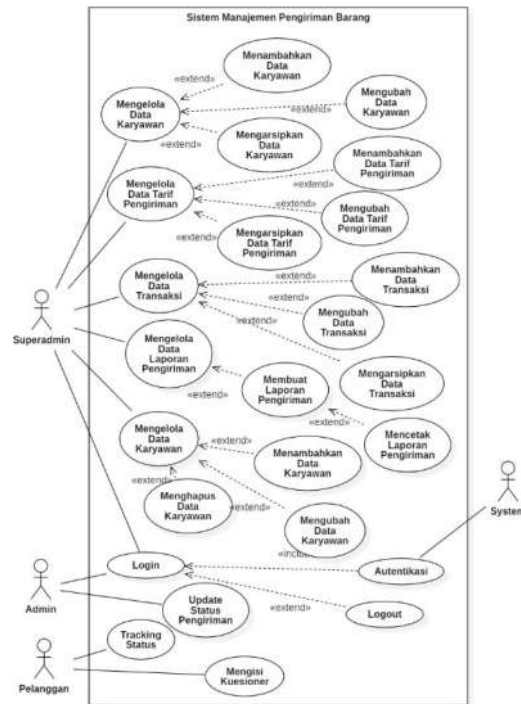 Sistem Manajemen Pengiriman Barang
Menambahkan
Data
Karyawan
«extend»
Mengelola
Data
Karyawan
«extend»
Mengubah
Data
Karyawan
«extend»
Mengarsipkan
Data
Karyawan
Menambahkan
Data Tarif
Pengiriman
«extend»
Mengelola
Data Tarif
Pengiriman
«extend»
Mengubah
Data Tarif
Pengiriman
«extend»
Mengarsipkan
Data Tarif
Pengiriman
Mengelola
Data
Transaksi
«extend»
Menambahkan
Data
Transaksi
«extend»
Mengubah
Data
Transaksi
«extend»
Superadmin
Mengelola
Data
Laporan
Pengiriman
Mengarsipkan
Data
Transaksi
«extend»
Membuat
Laporan
Pengiriman
«extend»
Mencetak
Laporan
Pengiriman
Mengelola
Data
Karyawan
«extend»
Menambahkan
Data
Karyawan
«extend»
Menghapus
Data
Karyawan
«extend»
Mengubah
Data
Karyawan
System
«include»
Login
Autentikasi
Admin
Update
Status
Pengiriman
«extend»
Logout
Tracking
Status
Pelanggan
Mengisi
Kuesioner